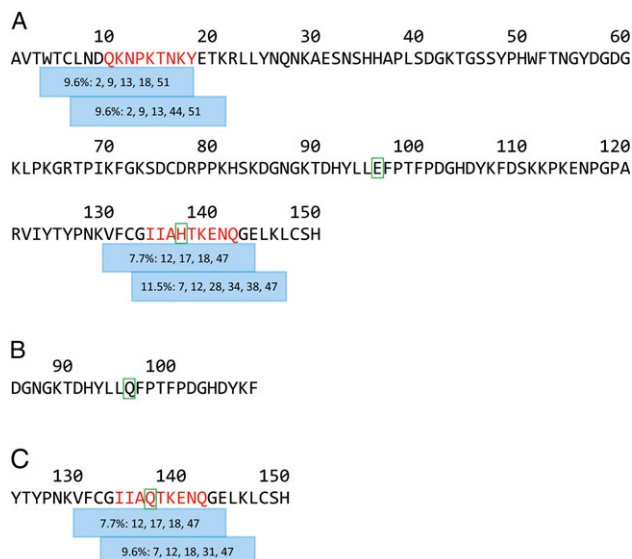 A
10 20 30 40 50 60
AVTWTCLNDQKNPKTNKYETKRLLYNQNKAESNSHHAPLSDGKTGSSYPHWFTNGYDGDG
9.6%: 2, 9, 13, 18, 51
9.6%: 2, 9, 13, 44, 51
70 80 90 100 110 120
KLPKGRTPIKFGKSDCDRPPKHSKDGNGKTDHYLLEFPTFPDGHDYKFDSKKPKENPGPA
130 140 150
RVIYTYPNKVFCGIIAHTKENQGELKLCSH
7.7%: 12, 17, 18, 47
11.5%: 7, 12, 28, 34, 38, 47
B
90 100
DGNGKTDHYLLQFPTFPDGHDYKF
C
130 140 150
YTYPNKVFCGIIAQTKENQGELKLCSH
7.7%: 12, 17, 18, 47
9.6%: 7, 12, 18, 31, 47